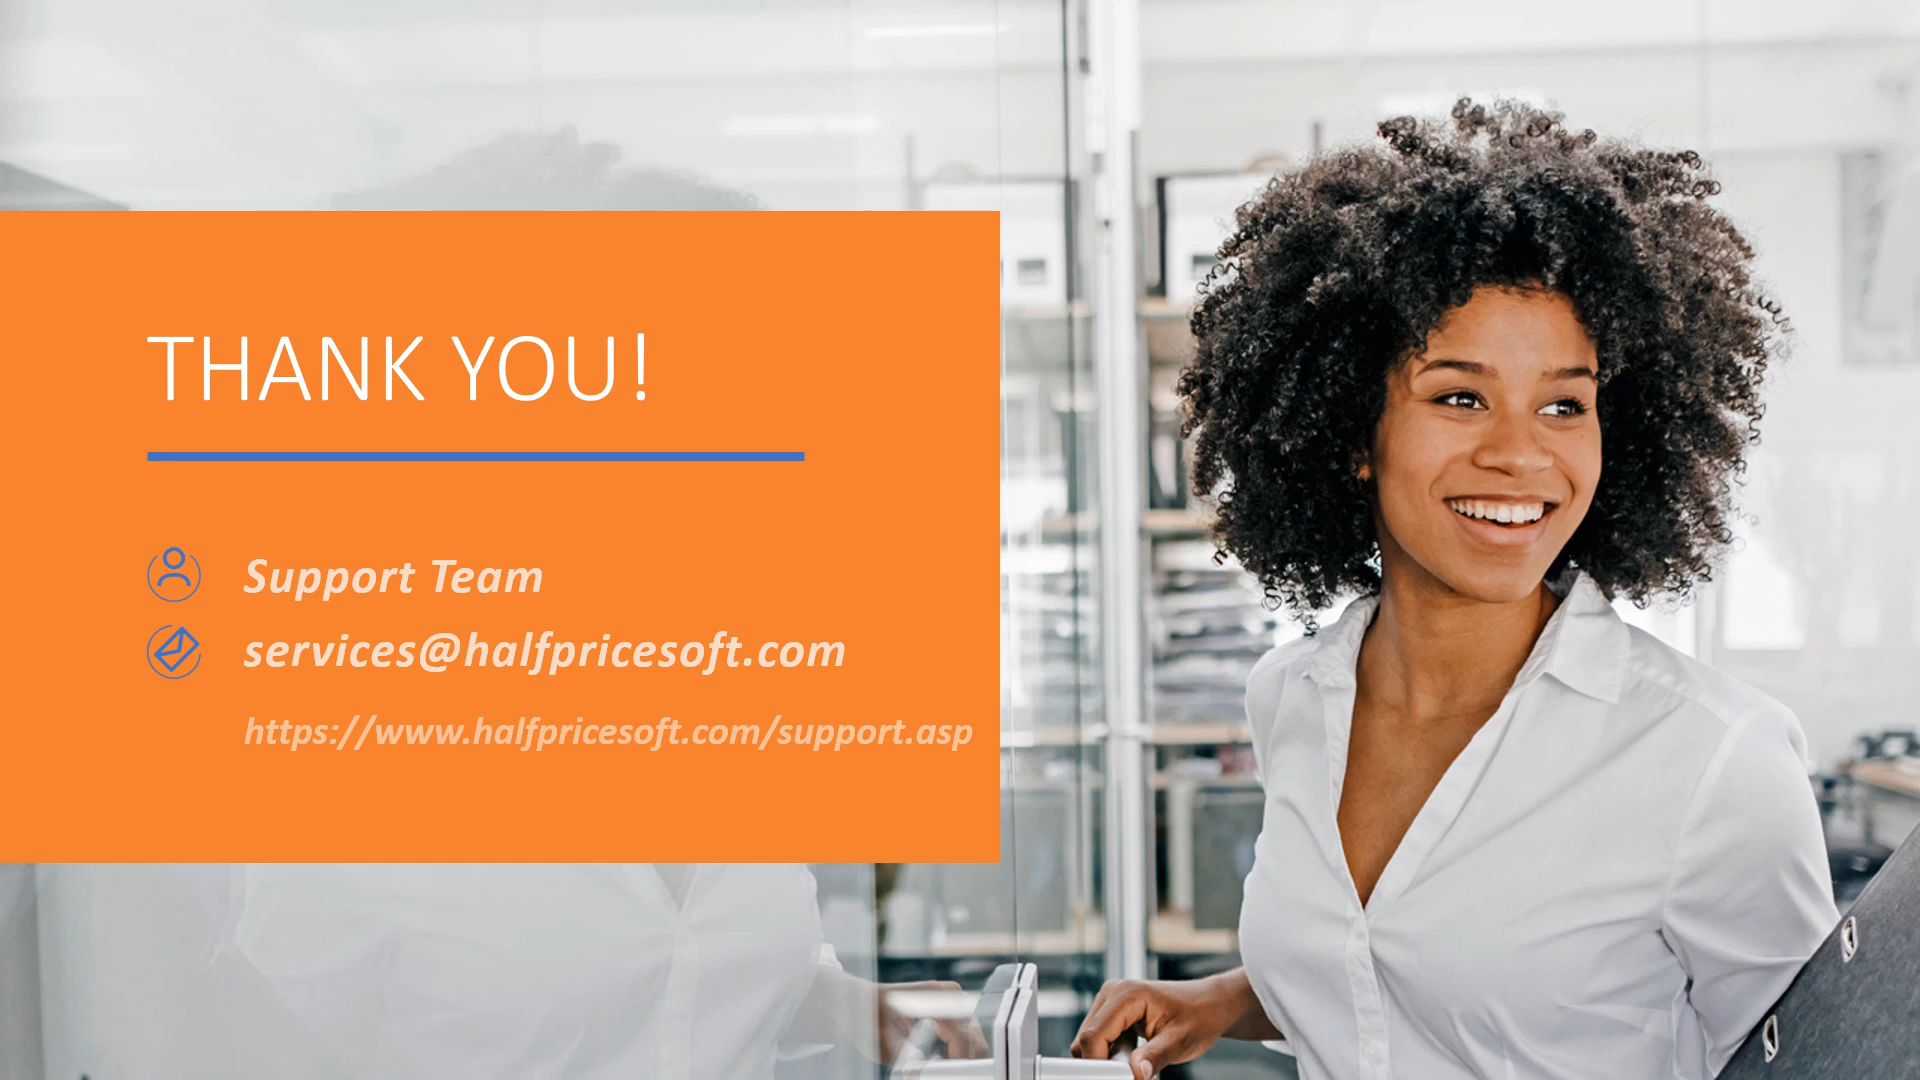 THANK YOU!
Support Team
services@halfpricesoft.com
https://www.halfpricesoft.com/support.asp